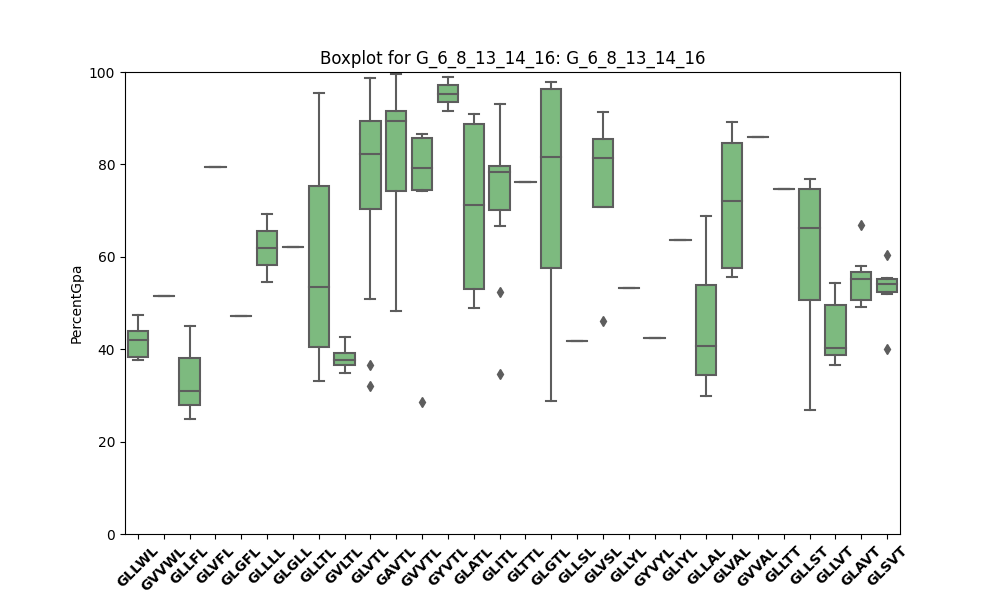 Boxplot for G_6_8_13_14_16: G_6_8_13_14_16
100
80
60
40
20
0
PercentGpa
GLLWL
GVVWL
GLLFL
GLVFL
GLGFL
GLLLL
GLGLL
GLLTL
GVLTL
GLVTL
GAVTL
GVVTL
GYVTL
GLATL
GLITL
GLTTL
GLGTL
GLLSL
GLVSL
GLLYL
GYVYL
GLIYL
GLLAL
GLVAL
GVVAL
GLLTT
GLLST
GLLVT
GLAVT
GLSVT